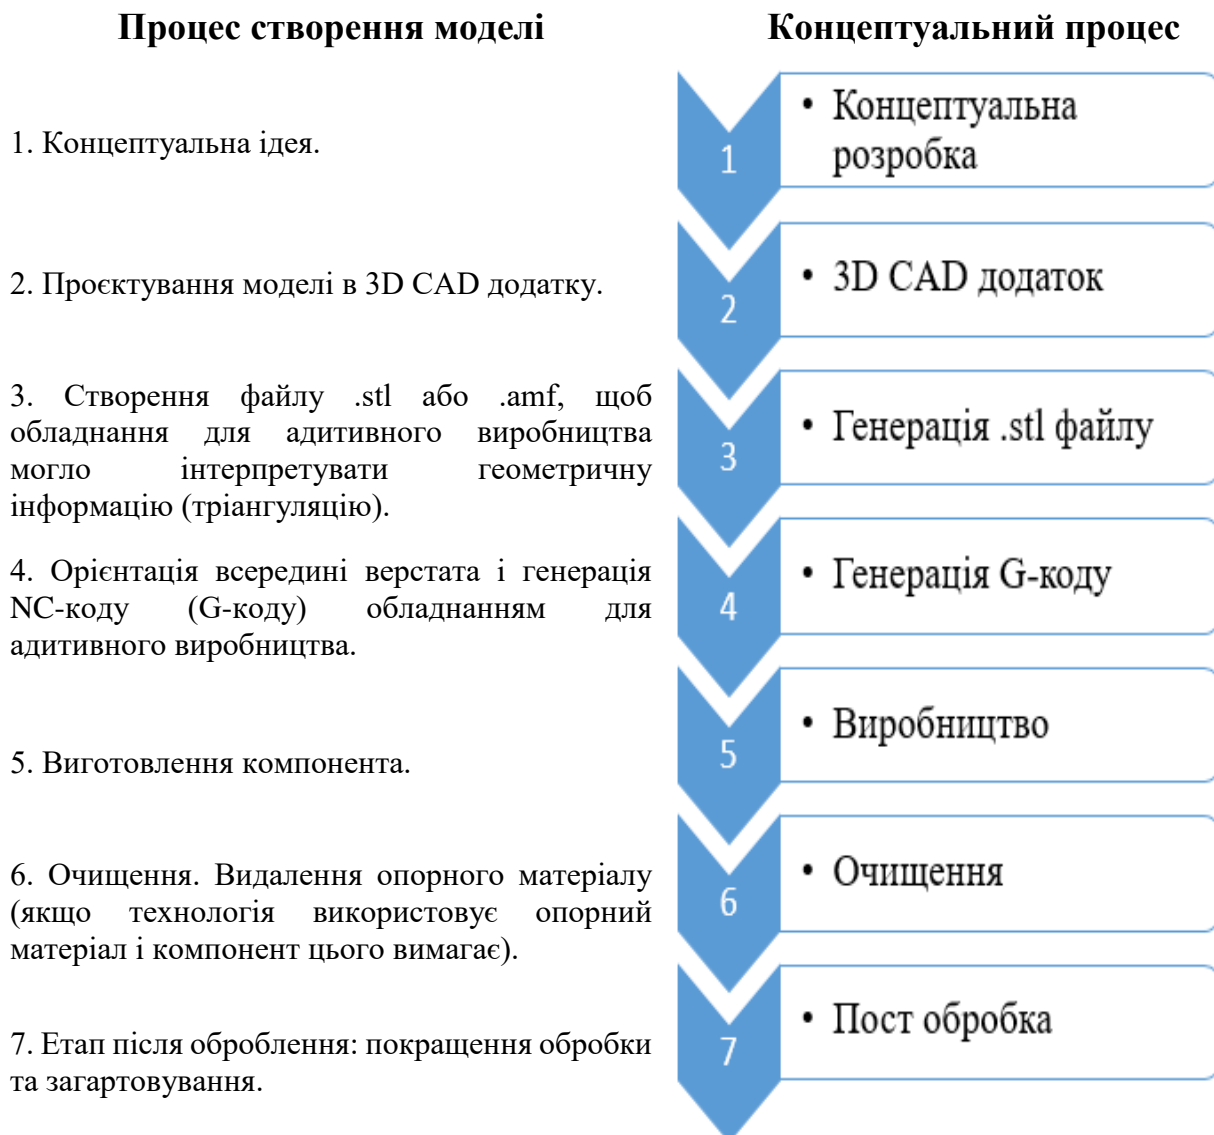 Процес створення моделі
Концептуальний процес
1. Концептуальна ідея.
1
• Концептуальна
розробка
2. Проєктування моделі в 3D CAD додатку.
2
• 3D CAD додаток
3. Створення файлу .stl або .amf, щоб
обладнання для адитивного виробництва
могло інтерпретувати геометричну
інформацію (тріангуляцію).
3
• Генерація .stl файлу
4. Орієнтація всередині верстата і генерація
NC-коду (G-коду) обладнанням для
адитивного виробництва.
4
• Генерація G-коду
5. Виготовлення компонента.
5
• Виробництво
6. Очищення. Видалення опорного матеріалу
(якщо технологія використовує опорний
матеріал і компонент цього вимагає).
6
• Очищення
7. Етап після оброблення: покращення обробки
та загартовування.
7
• Пост обробка